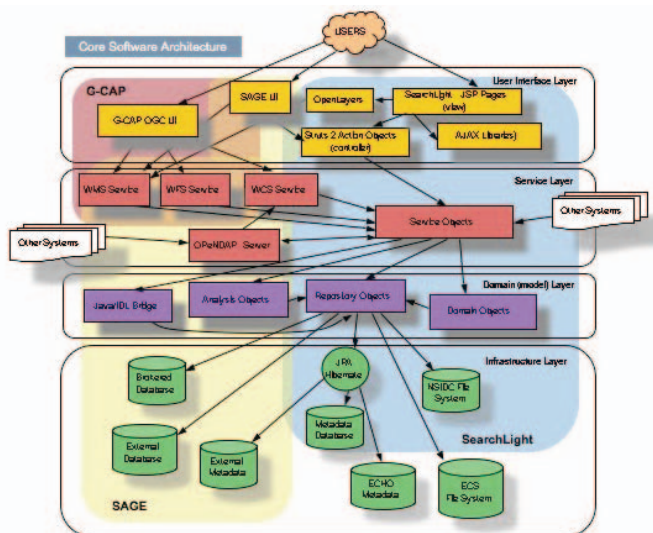 USERS
Core Software Architecture
User Interface Layer
G-CAP
SAGE UI
OpenLayers
SearchLight JSP Pages
(view)
G-CAP OGC UI
Struts 2 Action Objects
(controller)
AJAX Libraries)
Service Layer
WMS Service
WFS Service
WCS Service
Service Objects
Other Systems
Other Systems
OPeNDAP Server
Domain (model) Layer
Java/IDL Bridge
Analysis Objects
Repository Objects
Domain Objects
Infrastructure Layer
Brokered
Database
JPA
Hibernate
NSIDC File
System
Metadata
Database
SearchLight
External
Database
External
Metadata
ECHO
Metadata
ECS
File System
SAGE